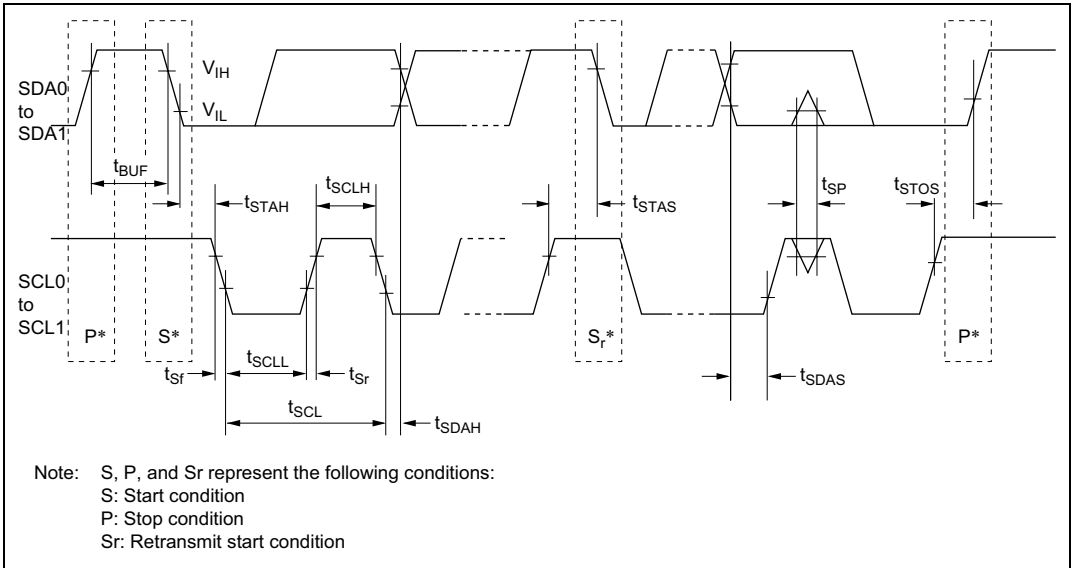 SDA0
to
SDA1
V_IH
V_IL
t_BUF
t_STAH
t_SCLH
t_STAS
t_SP
t_STOS
SCL0
to
SCL1
P*
S*
S_r*
P*
t_Sf
t_SCLL
t_Sr
t_SCL
t_SDAH
t_SDAS
Note: S, P, and Sr represent the following conditions:
S: Start condition
P: Stop condition
Sr: Retransmit start condition